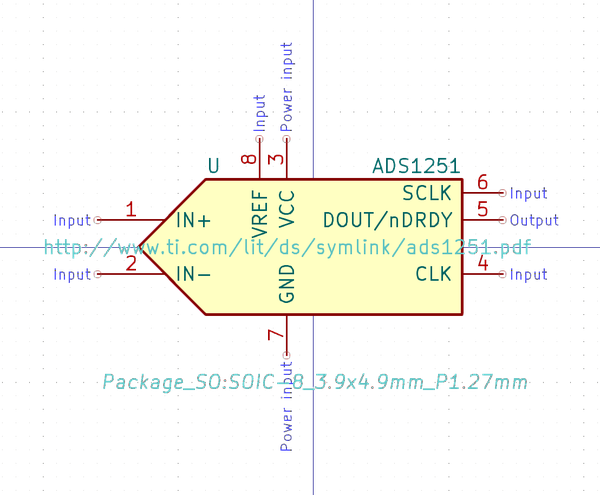 Input
Power input
8
3
U
ADS1251
VREF
VCC
SCLK
6
Input
Input
1
IN+
DOUT/nDRDY
5
Output
http://www.ti.com/lit/ds/symlink/ads1251.pdf
Input
2
IN-
GND
CLK
4
Input
7
Power input
Package_SO:SOIC-8_3.9x4.9mm_P1.27mm